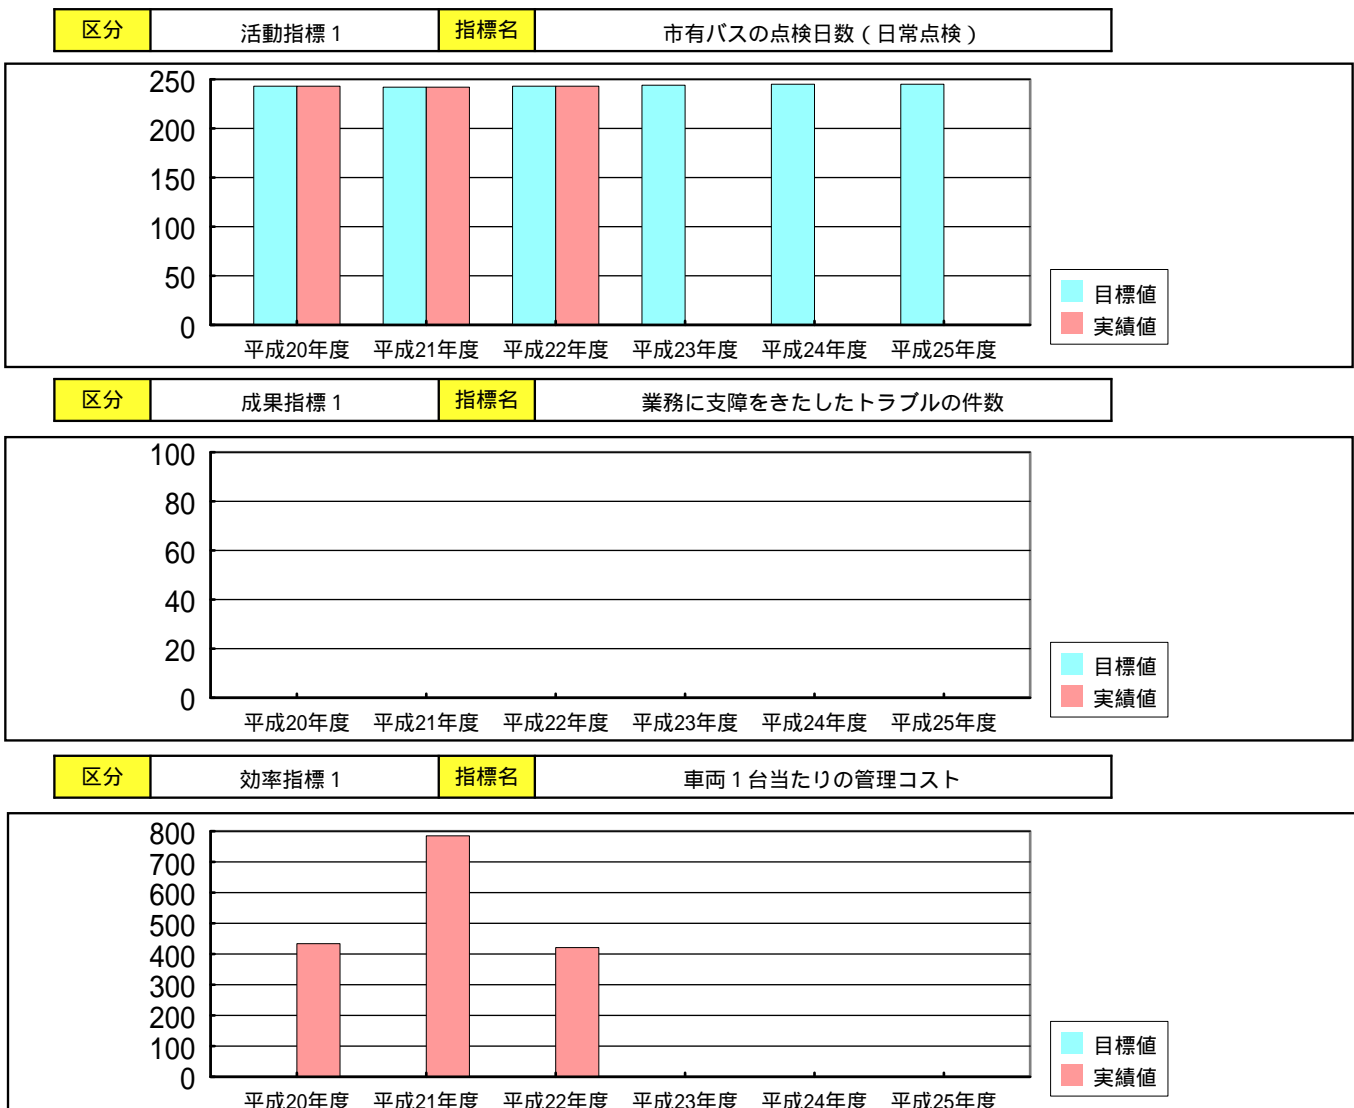 区分 活動指標1 指標名 市有バスの点検日数（日常点検）
250
200
150
100
50
0
平成20年度 平成21年度 平成22年度 平成23年度 平成24年度 平成25年度
目標値
実績値
区分 成果指標1 指標名 業務に支障をきたしたトラブルの件数
100
80
60
40
20
0
平成20年度 平成21年度 平成22年度 平成23年度 平成24年度 平成25年度
目標値
実績値
区分 効率指標1 指標名 車両1台当たりの管理コスト
800
700
600
500
400
300
200
100
0
平成20年度 平成21年度 平成22年度 平成23年度 平成24年度 平成25年度
目標値
実績値